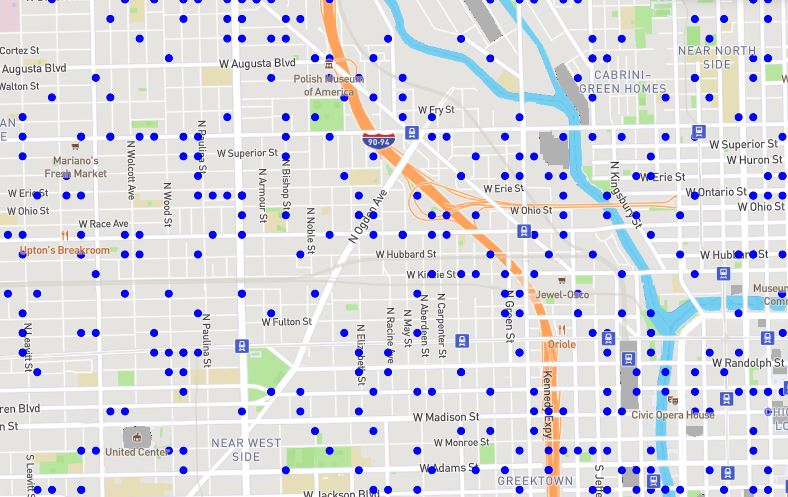 Cortez St
Augusta Blvd
Walton St
W Augusta Blvd
Polish Museum
of America
W Fry St
NEAR NORTH
SIDE
CABRINI-
GREEN HOMES
90-94
Mariano's
Fresh Market
N Wolcott Ave
N Paulina St
W Superior St
N Bishop St
N Armour St
W Superior St
W Huron St
W Erie St
W Erie St
W Erie St
W Ontario St
W Ohio St
W Ohio St
W Ohio St
N Wood St
W Race Ave
N Noble St
N Ogden Ave
N Kingsbury St
Upton's Breakroom
W Hubbard St
W Hubbard St
W Kinzie St
Jewel-Osco
Museum
Com
N Leavitt St
N Paulina St
W Fulton St
N Elizabeth St
N Racine Ave
N May St
N Aberdeen St
N Carpenter St
N Green St
Oriole
W Randolph St
Kennedy Expy
ren Blvd
n St
W Madison St
Civic Opera House
United Center
NEAR WEST
SIDE
W Monroe St
W Adams St
GREEKTOWN
S Leavitt S
S Jeffe
W Jackson Blvd